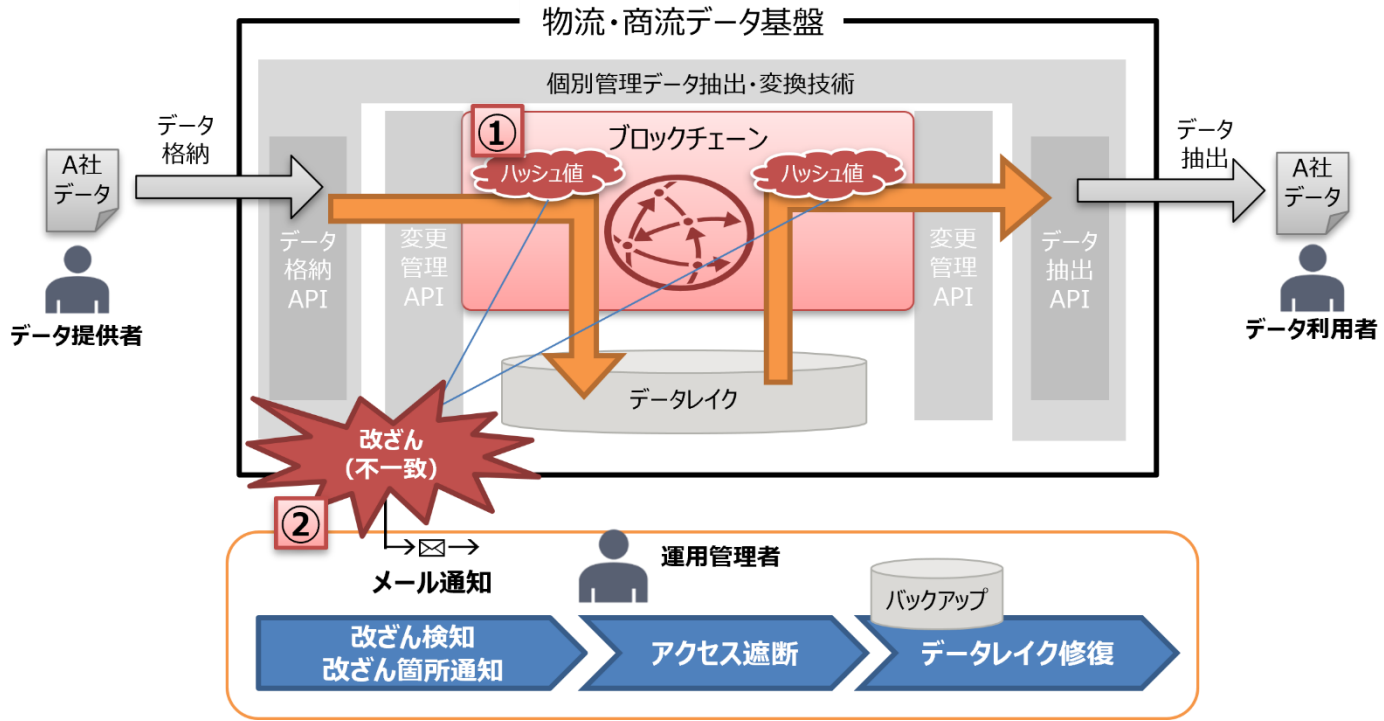 物流・商流データ基盤
個別管理データ抽出・変換技術
①
ブロックチェーン
データ
格納
データ
抽出
A社
データ
ハッシュ値
ハッシュ値
A社
データ
データ
格納
API
変更
管理
API
変更
管理
API
データ
抽出
API
データ提供者
データ利用者
データレイク
改ざん
（不一致）
②
メール通知
運用管理者
バックアップ
改ざん検知
改ざん箇所通知
アクセス遮断
データレイク修復